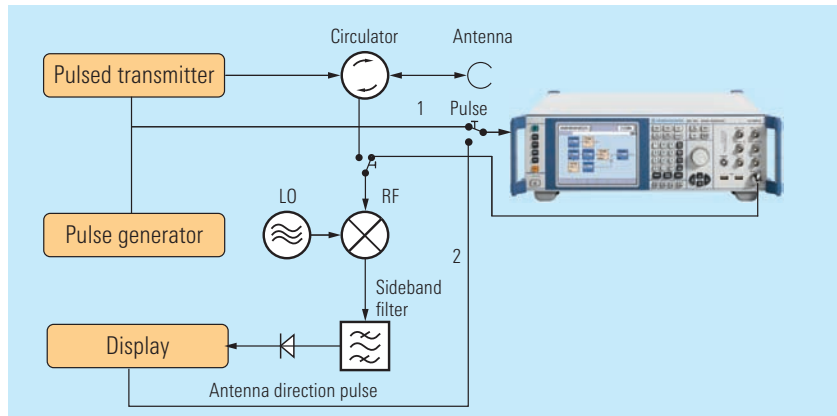 Circulator
Antenna
Pulsed transmitter
1
Pulse
LO
RF
Pulse generator
2
Sideband
filter
Display
Antenna direction pulse